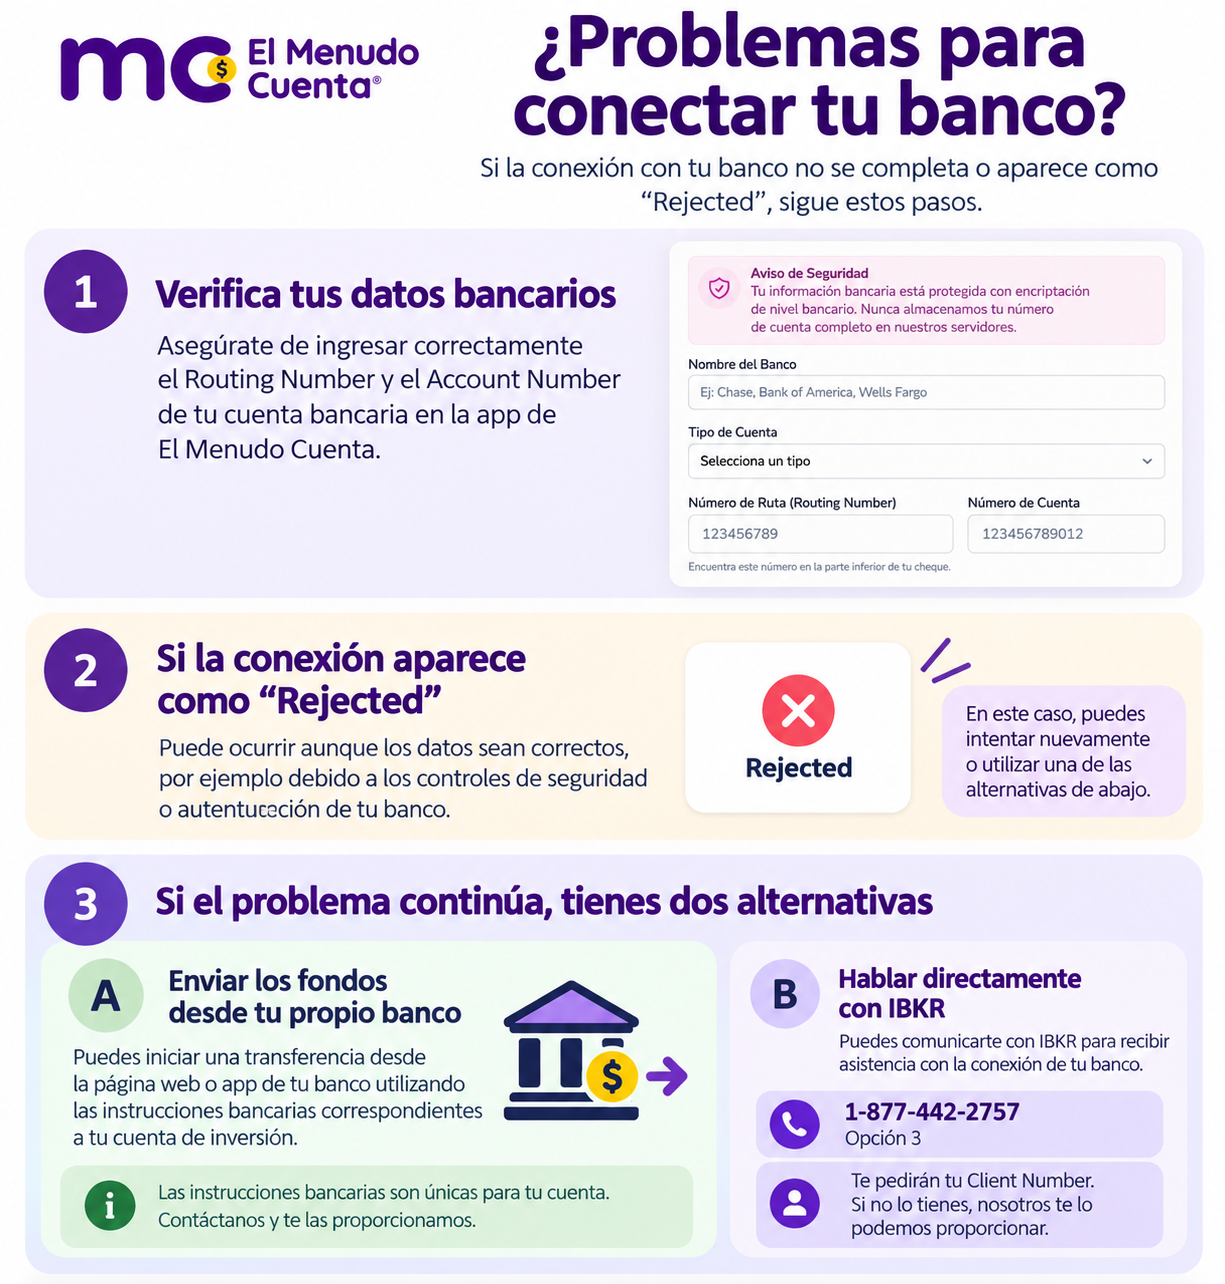 mc$
El Menudo
Cuenta®
¿Problemas para
conectar tu banco?
Si la conexión con tu banco no se completa o aparece como
“Rejected”, sigue estos pasos.
1
Verifica tus datos bancarios
Asegúrate de ingresar correctamente
el Routing Number y el Account Number
de tu cuenta bancaria en la app de
El Menudo Cuenta.
Aviso de Seguridad
Tu información bancaria está protegida con encriptación
de nivel bancario. Nunca almacenamos tu número
de cuenta completo en nuestros servidores.
Nombre del Banco
Ej: Chase, Bank of America, Wells Fargo
Tipo de Cuenta
Selecciona un tipo
Número de Ruta (Routing Number)
Número de Cuenta
123456789
123456789012
Encuentra este número en la parte inferior de tu cheque.
2
Si la conexión aparece
como “Rejected”
Puede ocurrir aunque los datos sean correctos,
por ejemplo debido a los controles de seguridad
o de tu banco.
Rejected
En este caso, puedes
intentar nuevamente
o utilizar una de las
alternativas de abajo.
3
Si el problema continúa, tienes dos alternativas
A
Enviar los fondos
desde tu propio banco
Puedes iniciar una transferencia desde
la página web o app de tu banco utilizando
las instrucciones bancarias correspondientes
a tu cuenta de inversión.
$
Las instrucciones bancarias son únicas para tu cuenta.
Contáctanos y te las proporcionamos.
B
Hablar directamente
con IBKR
Puedes comunicarte con IBKR para recibir
asistencia con la conexión de tu banco.
1-877-442-2757
Opción 3
Te pedirán tu Client Number.
Si no lo tienes, nosotros te lo
podemos proporcionar.